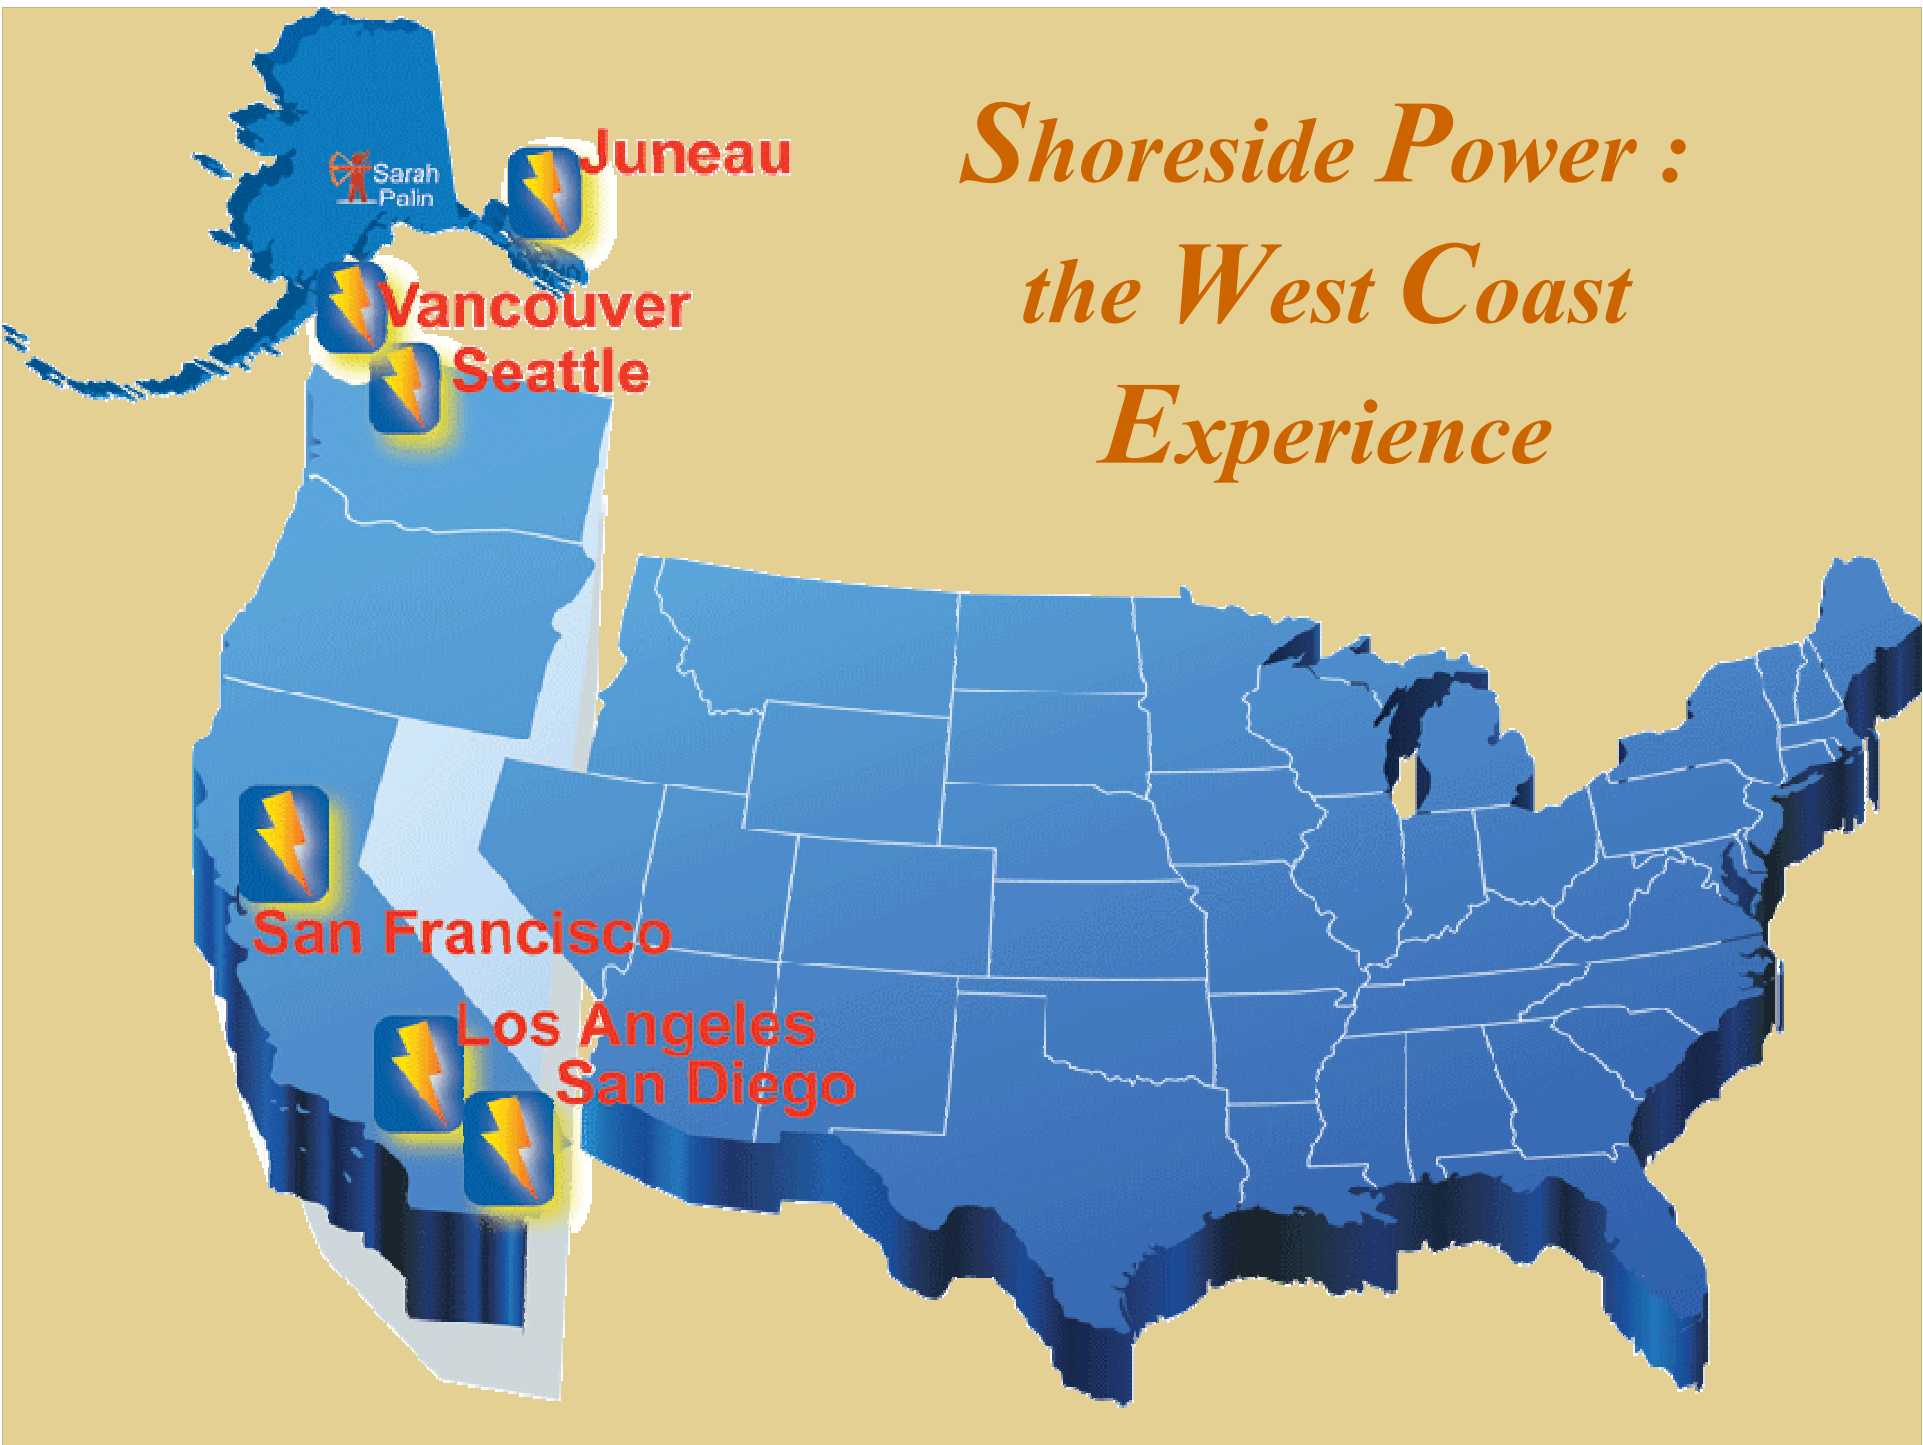 Shoreside Power :
the West Coast
Experience
Juneau
Sarah
Palin
Vancouver
Seattle
San Francisco
Los Angeles
San Diego